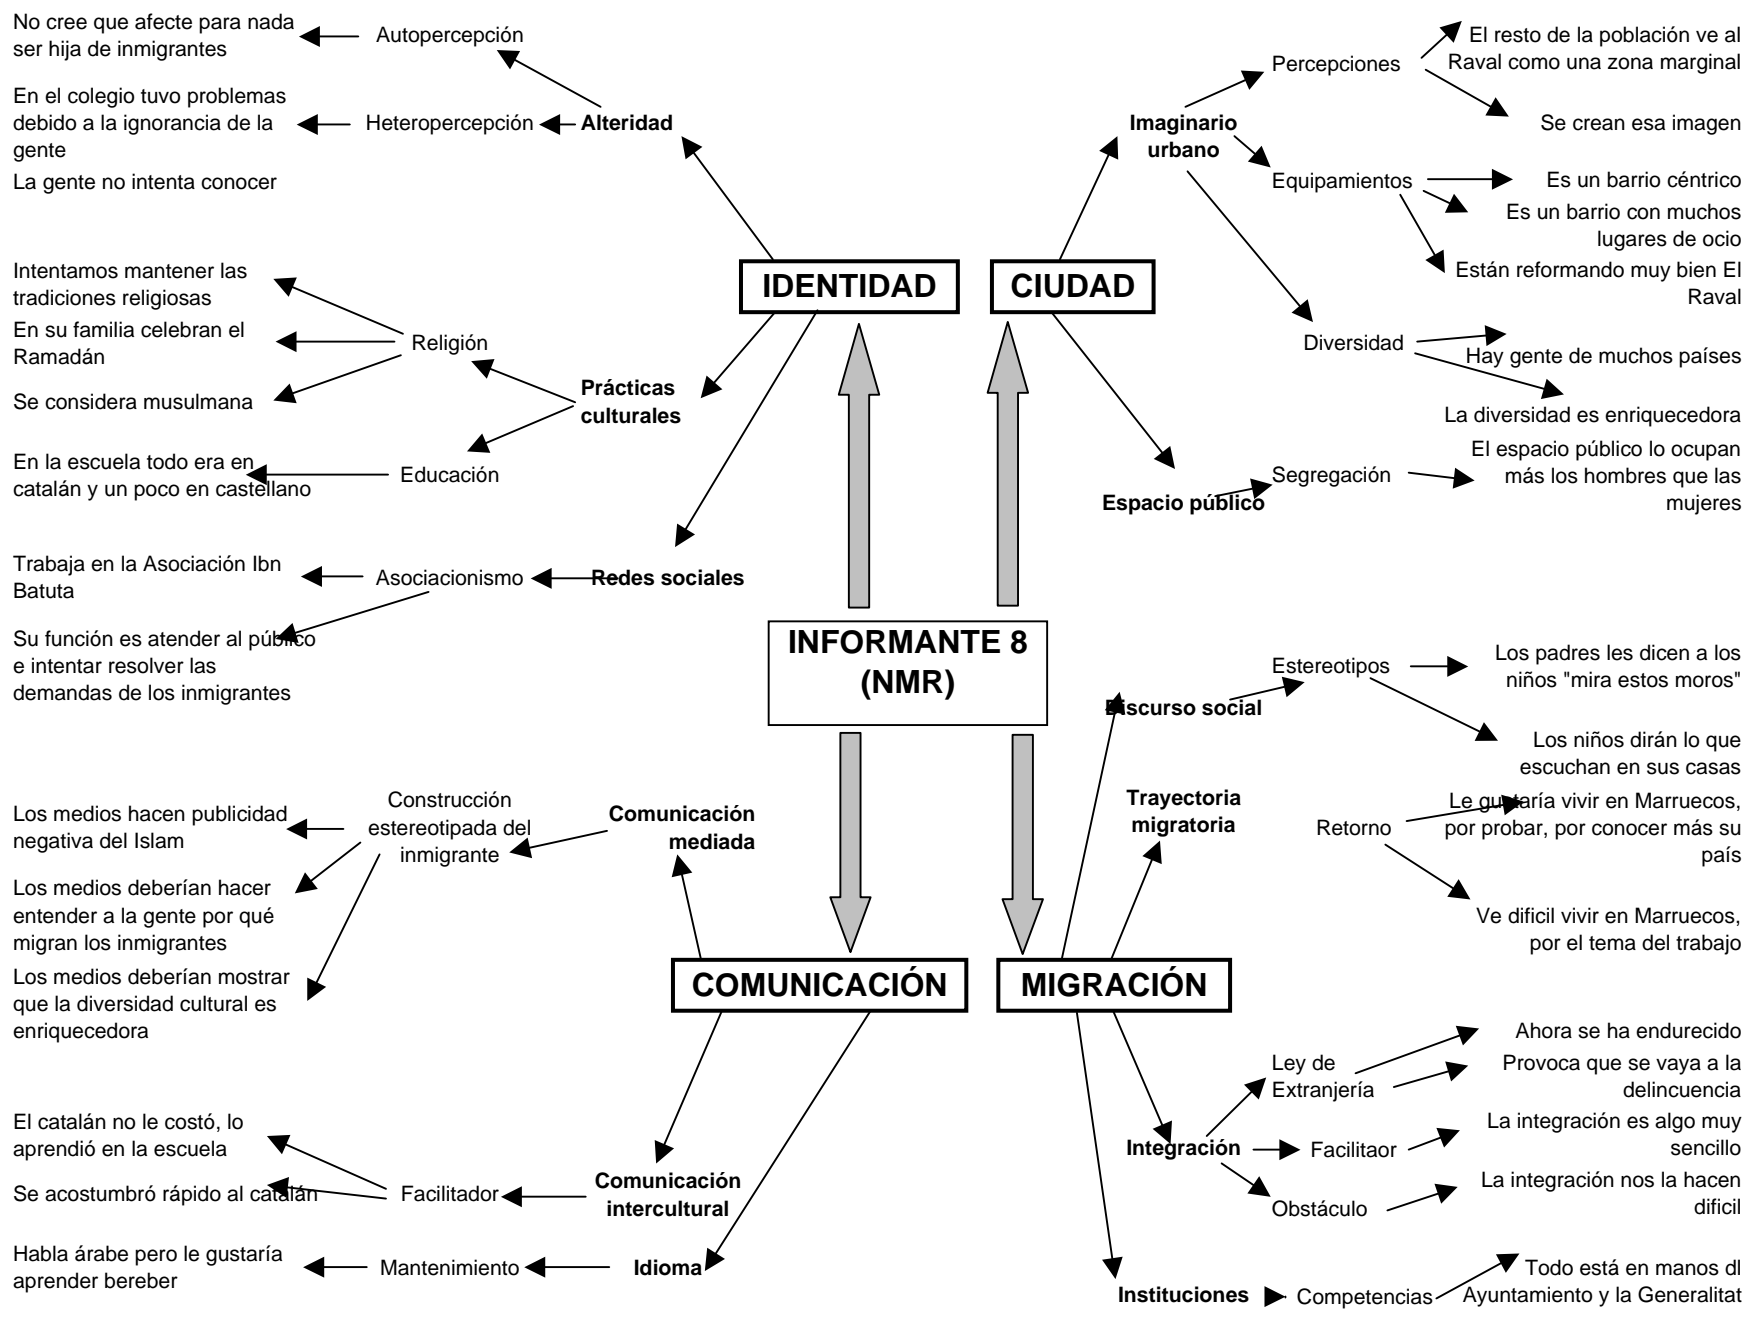 No cree que afecte para nada
ser hija de inmigrantes
Autopercepción
En el colegio tuvo problemas
debido a la ignorancia de la
gente
Heteropercepción
Alteridad
La gente no intenta conocer
Intentamos mantener las
tradiciones religiosas
En su familia celebran el
Ramadán
Religión
Se considera musulmana
Prácticas
culturales
En la escuela todo era en
catalán y un poco en castellano
Educación
Trabaja en la Asociación Ibn
Batuta
Asociacionismo
Redes sociales
Su función es atender al público
e intentar resolver las
demandas de los inmigrantes
IDENTIDAD
CIUDAD
Imaginario
urbano
Percepciones
El resto de la población ve al
Raval como una zona marginal
Se crean esa imagen
Equipamientos
Es un barrio céntrico
Es un barrio con muchos
lugares de ocio
Están reformando muy bien El
Raval
Diversidad
Hay gente de muchos países
La diversidad es enriquecedora
Espacio público
Segregación
El espacio público lo ocupan
más los hombres que las
mujeres
INFORMANTE 8
(NMR)
Los medios hacen publicidad
negativa del Islam
Construcción
estereotipada del
inmigrante
Comunicación
mediada
Los medios deberían hacer
entender a la gente por qué
migran los inmigrantes
Los medios deberían mostrar
que la diversidad cultural es
enriquecedora
COMUNICACIÓN
El catalán no le costó, lo
aprendió en la escuela
Se acostumbró rápido al catalán
Facilitador
Comunicación
intercultural
Habla árabe pero le gustaría
aprender bereber
Mantenimiento
Idioma
Discurso social
Estereotipos
Los padres les dicen a los
niños "mira estos moros"
Los niños dirán lo que
escuchan en sus casas
Trayectoria
migratoria
Retorno
Le gustaría vivir en Marruecos,
por probar, por conocer más su
país
Ve dificil vivir en Marruecos,
por el tema del trabajo
MIGRACIÓN
Integración
Ley de
Extranjería
Ahora se ha endurecido
Provoca que se vaya a la
delincuencia
Facilitaor
La integración es algo muy
sencillo
Obstáculo
La integración nos la hacen
dificil
Instituciones
Competencias
Todo está en manos dl
Ayuntamiento y la Generalitat